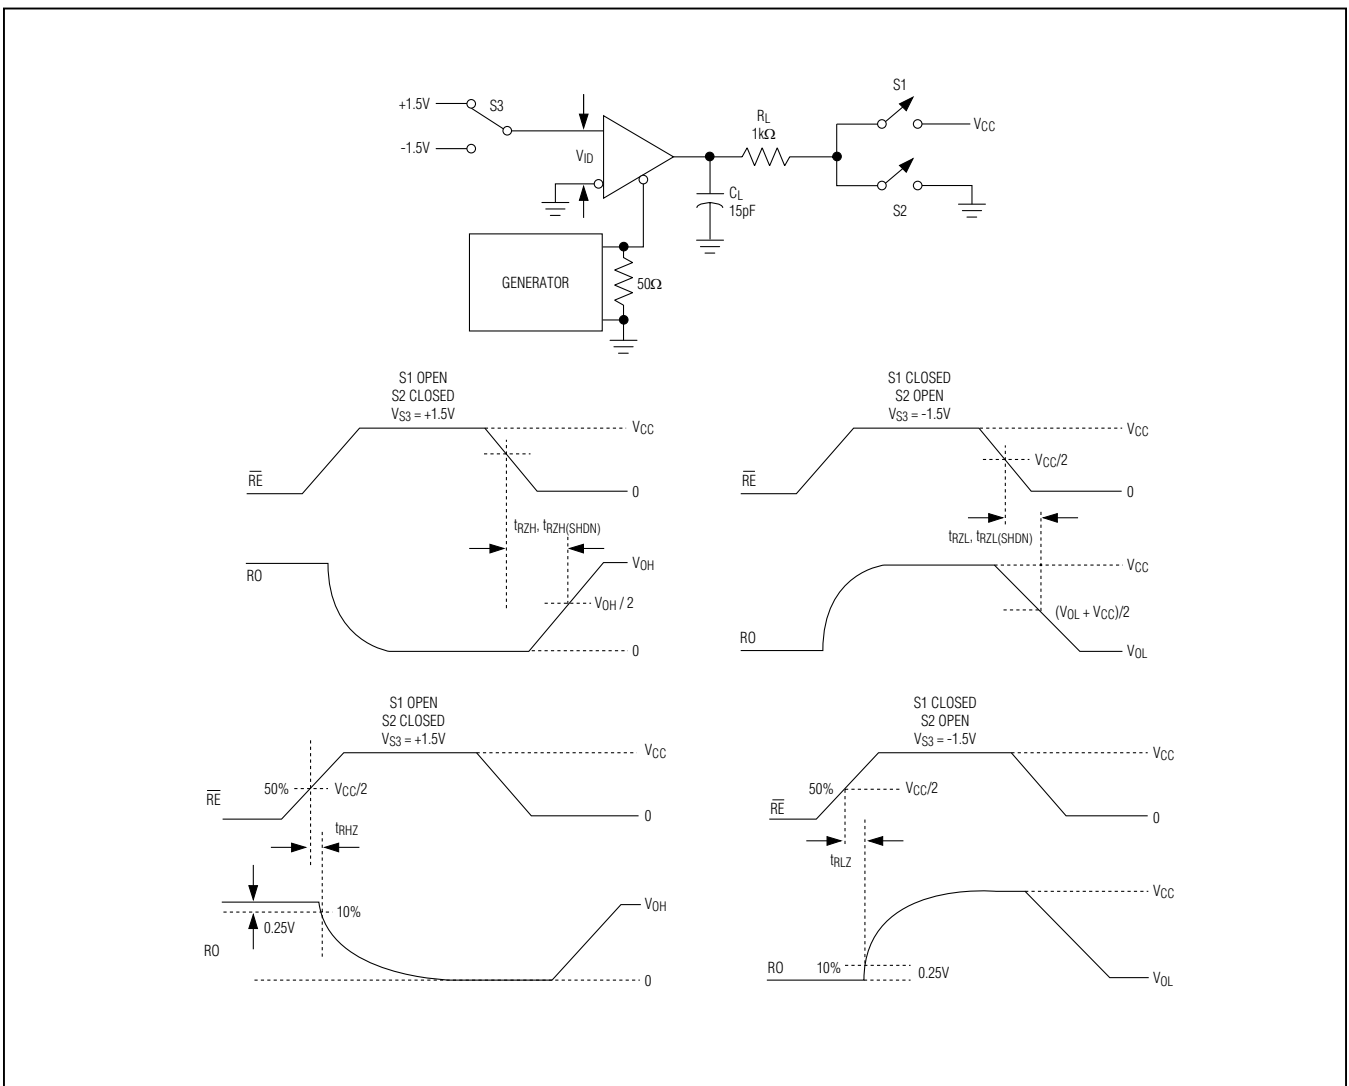 +1.5V
S3
-1.5V
VID
RL
1kΩ
S1
VCC
S2
CL
15pF
GENERATOR
50Ω
S1 OPEN
S2 CLOSED
VS3 = +1.5V
VCC
RE
0
tRZH, tRZH(SHDN)
RO
VOH
VOH / 2
0
S1 CLOSED
S2 OPEN
VS3 = -1.5V
VCC
VCC/2
RE
0
tRZL, tRZL(SHDN)
VCC
(VOL + VCC)/2
RO
VOL
S1 OPEN
S2 CLOSED
VS3 = +1.5V
VCC
50%
VCC/2
RE
0
tRHZ
VOH
10%
0.25V
RO
0
S1 CLOSED
S2 OPEN
VS3 = -1.5V
VCC
50%
VCC/2
RE
0
tRLZ
VCC
RO
10%
0.25V
VOL